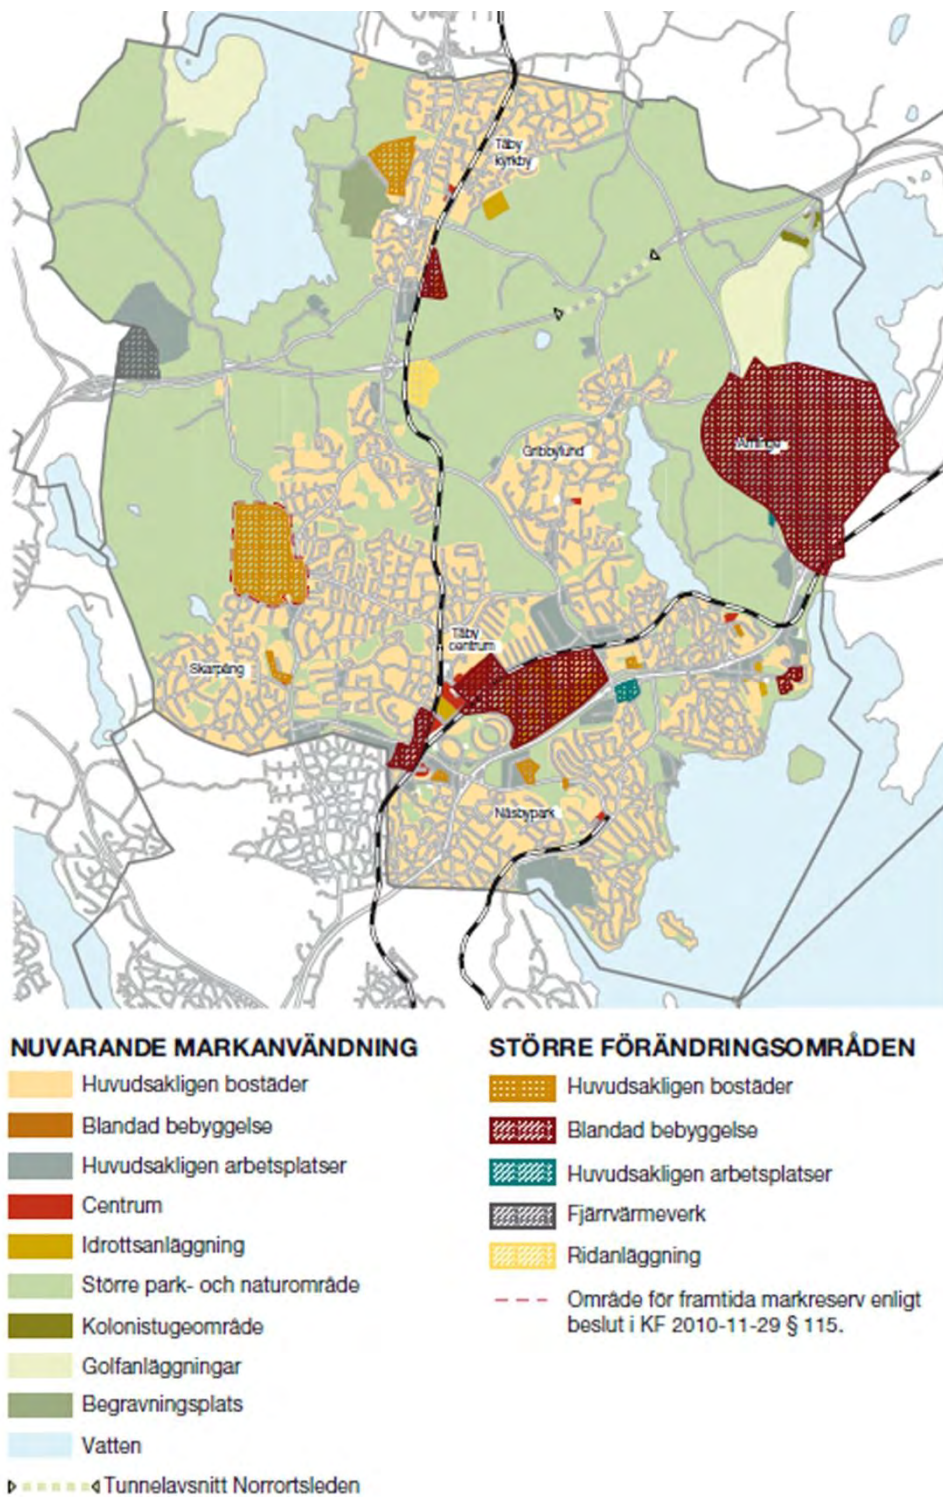 Täby
kyrkby
Arninge
Gribbylund
Täby
centrum
Skarpäng
Näsbypark
NUVARANDE MARKANVÄNDNING
Huvudsakligen bostäder
Blandad bebyggelse
Huvudsakligen arbetsplatser
Centrum
Idrottsanläggning
Större park- och naturområde
Kolonistugeområde
Golfanläggningar
Begravningsplats
Vatten
Tunnelavsnitt Norrortsleden
STÖRRE FÖRÄNDRINGSOMRÅDEN
Huvudsakligen bostäder
Blandad bebyggelse
Huvudsakligen arbetsplatser
Fjärrvärmeverk
Ridanläggning
Område för framtida markreserv enligt
beslut i KF 2010-11-29 § 115.